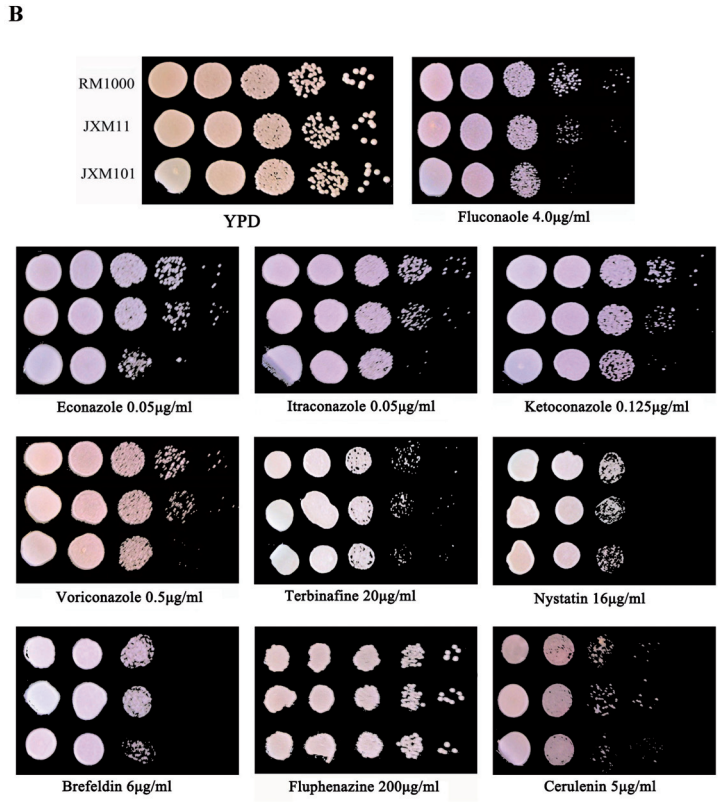 B
RM1000
JXM11
JXM101
YPD
Fluconaole 4.0μg/ml
Econazole 0.05μg/ml
Itraconazole 0.05μg/ml
Ketoconazole 0.125μg/ml
Voriconazole 0.5μg/ml
Terbinafine 20μg/ml
Nystatin 16μg/ml
Brefeldin 6μg/ml
Fluphenazine 200μg/ml
Cerulenin 5μg/ml